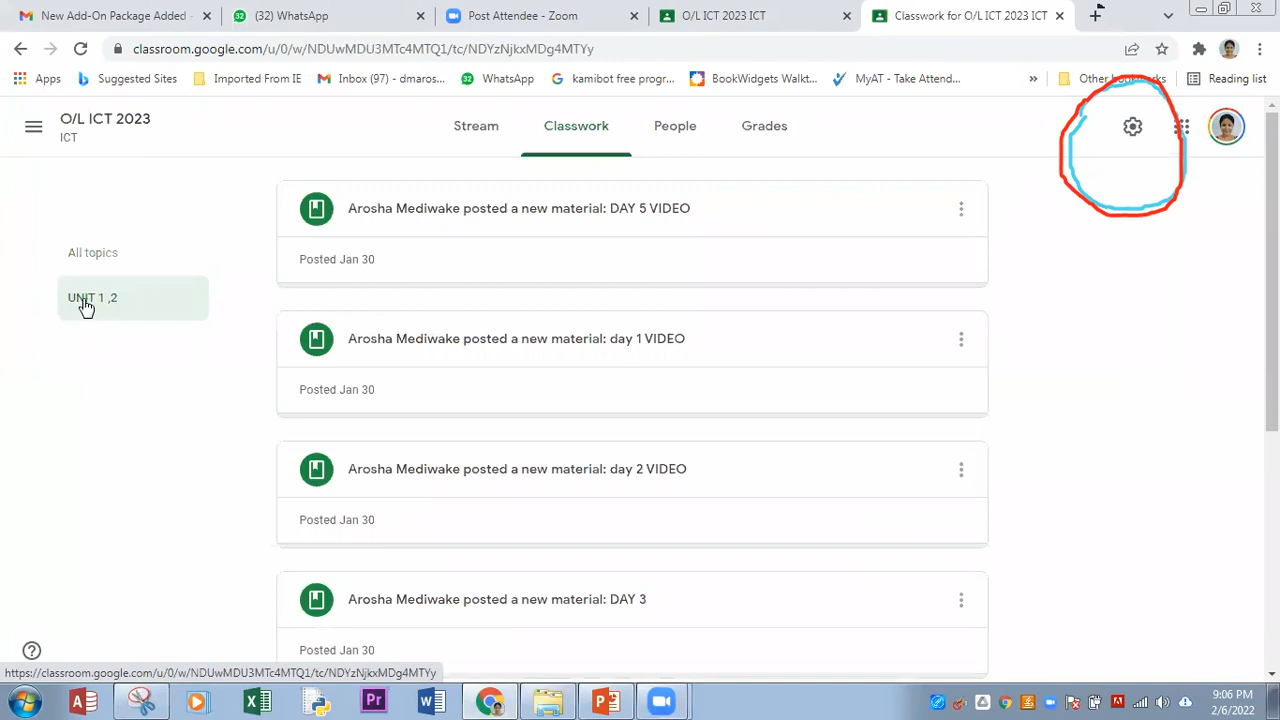 New Add-On Package Added
(32) WhatsApp
Post Attendee - Zoom
O/L ICT 2023 ICT
Classwork for O/L ICT 2023 ICT
classroom.google.com/u/0/w/NDUwMDU3MTc4MTQ1/tc/NDYzNjkxMDg4MTYy
Apps
Suggested Sites
Imported From IE
Inbox (97) - dmaros...
32
WhatsApp
kamibot free progr...
BookWidgets Walkt...
MyAT - Take Attend...
»
Other bookmarks
Reading list
O/L ICT 2023
ICT
Stream
Classwork
People
Grades
All topics
UNIT 1 ,2
Arosha Mediwake posted a new material: DAY 5 VIDEO
Posted Jan 30
Arosha Mediwake posted a new material: day 1 VIDEO
Posted Jan 30
Arosha Mediwake posted a new material: day 2 VIDEO
Posted Jan 30
Arosha Mediwake posted a new material: DAY 3
Posted Jan 30
https://classroom.google.com/u/0/w/NDUwMDU3MTc4MTQ1/tc/NDYzNjkxMDg4MTYy
9:06 PM
2/6/2022